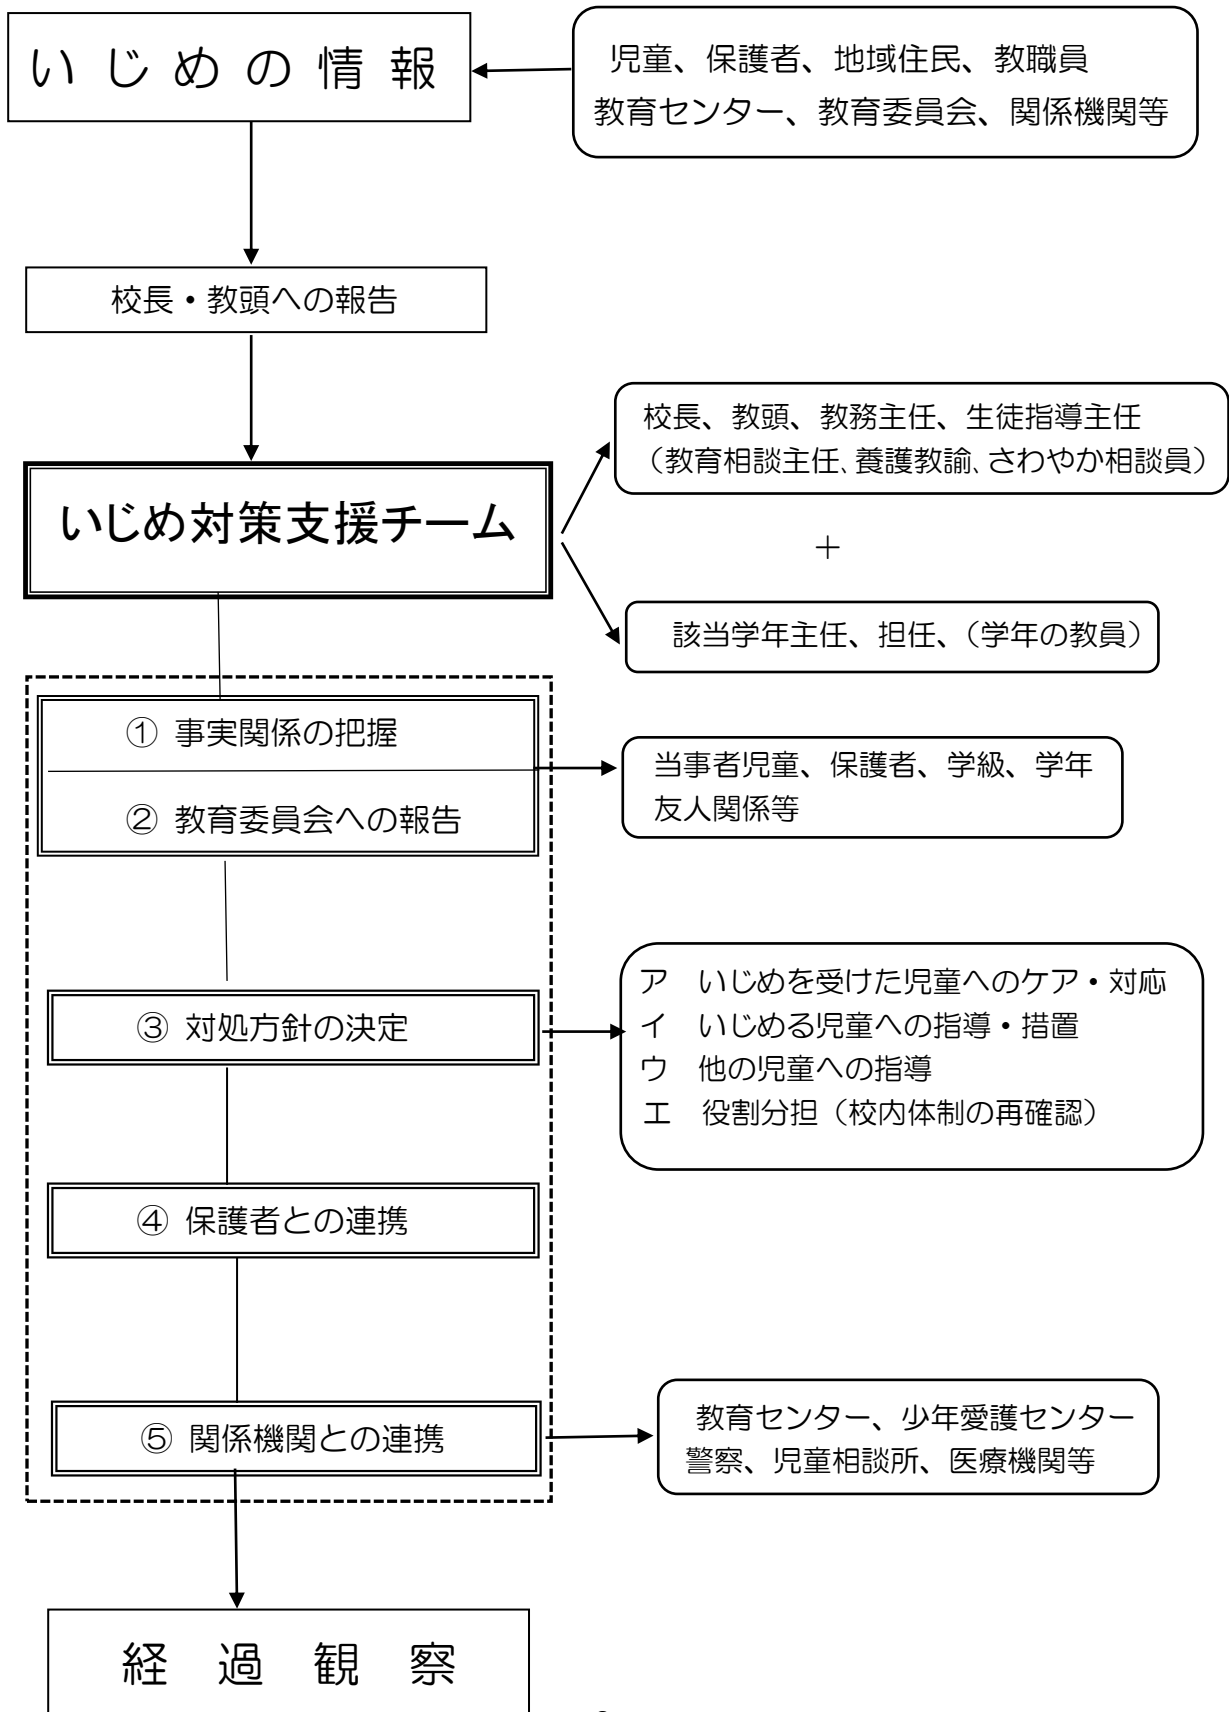 いじめの情報
児童、保護者、地域住民、教職員
教育センター、教育委員会、関係機関等
校長・教頭への報告
校長、教頭、教務主任、生徒指導主任
（教育相談主任、養護教諭、さわやか相談員）
いじめ対策支援チーム
＋
該当学年主任、担任、（学年の教員）
① 事実関係の把握
② 教育委員会への報告
当事者児童、保護者、学級、学年
友人関係等
ア　いじめを受けた児童へのケア・対応
イ　いじめる児童への指導・措置
ウ　他の児童への指導
エ　役割分担（校内体制の再確認）
③ 対処方針の決定
④ 保護者との連携
⑤ 関係機関との連携
教育センター、少年愛護センター
警察、児童相談所、医療機関等
経過観察